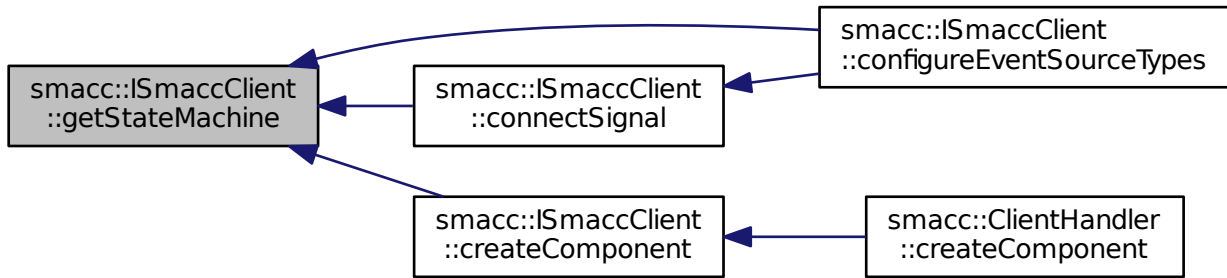 smacc::ISmaccClient
::getStateMachine
smacc::ISmaccClient
::configureEventSourceTypes
smacc::ISmaccClient
::connectSignal
smacc::ISmaccClient
::createComponent
smacc::ClientHandler
::createComponent